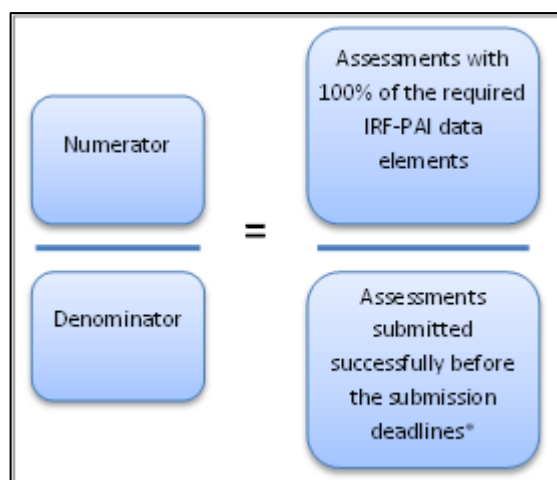 Numerator
Denominator
=
Assessments with
100% of the required
IRF-PAI data
elements
Assessments
submitted
successfully before
the submission
deadlines*